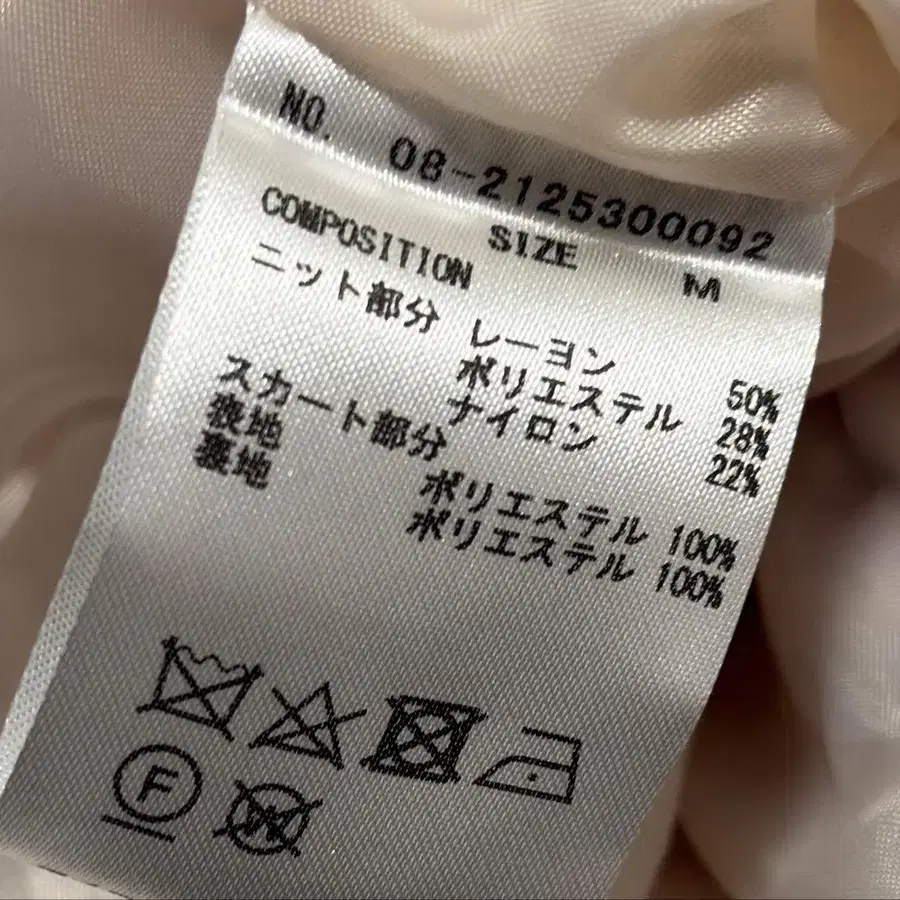 NO. 08-2125300092
SIZE M
COMPOSITION
ニット部分 レーヨン 50%
ポリエステル 28%
ナイロン 22%
スカート部分
表地 ポリエステル 100%
裏地 ポリエステル 100%
F
W